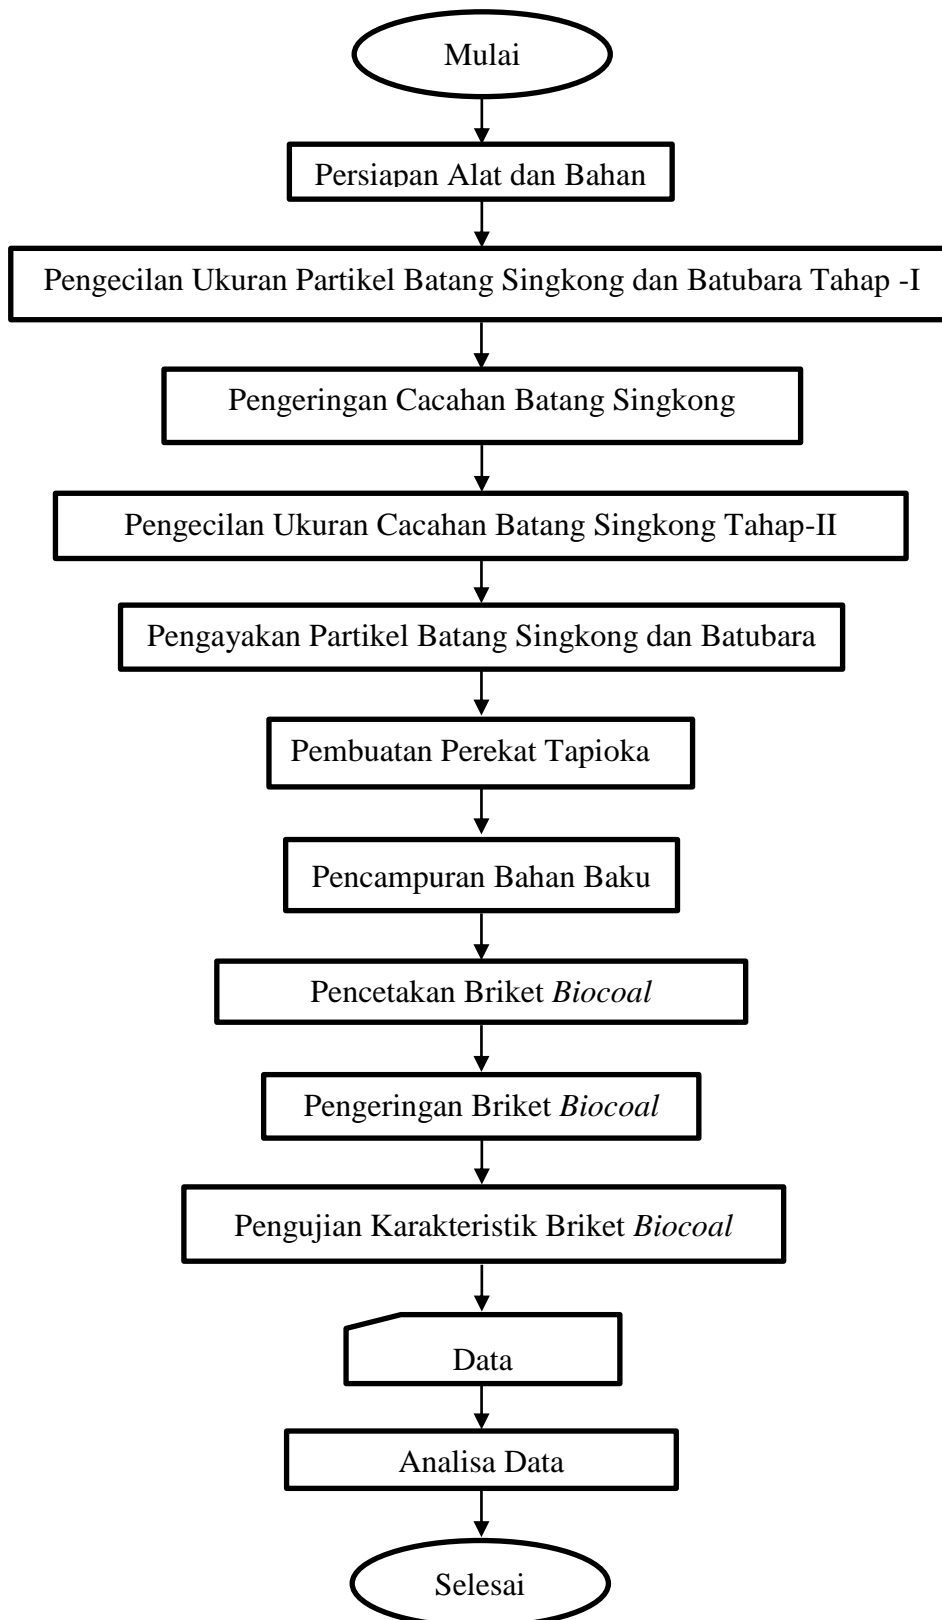 Mulai
Persiapan Alat dan Bahan
Pengecilan Ukuran Partikel Batang Singkong dan Batubara Tahap -I
Pengeringan Cacahan Batang Singkong
Pengecilan Ukuran Cacahan Batang Singkong Tahap-II
Pengayakan Partikel Batang Singkong dan Batubara
Pembuatan Perekat Tapioka
Pencampuran Bahan Baku
Pencetakan Briket Biocoal
Pengeringan Briket Biocoal
Pengujian Karakteristik Briket Biocoal
Data
Analisa Data
Selesai